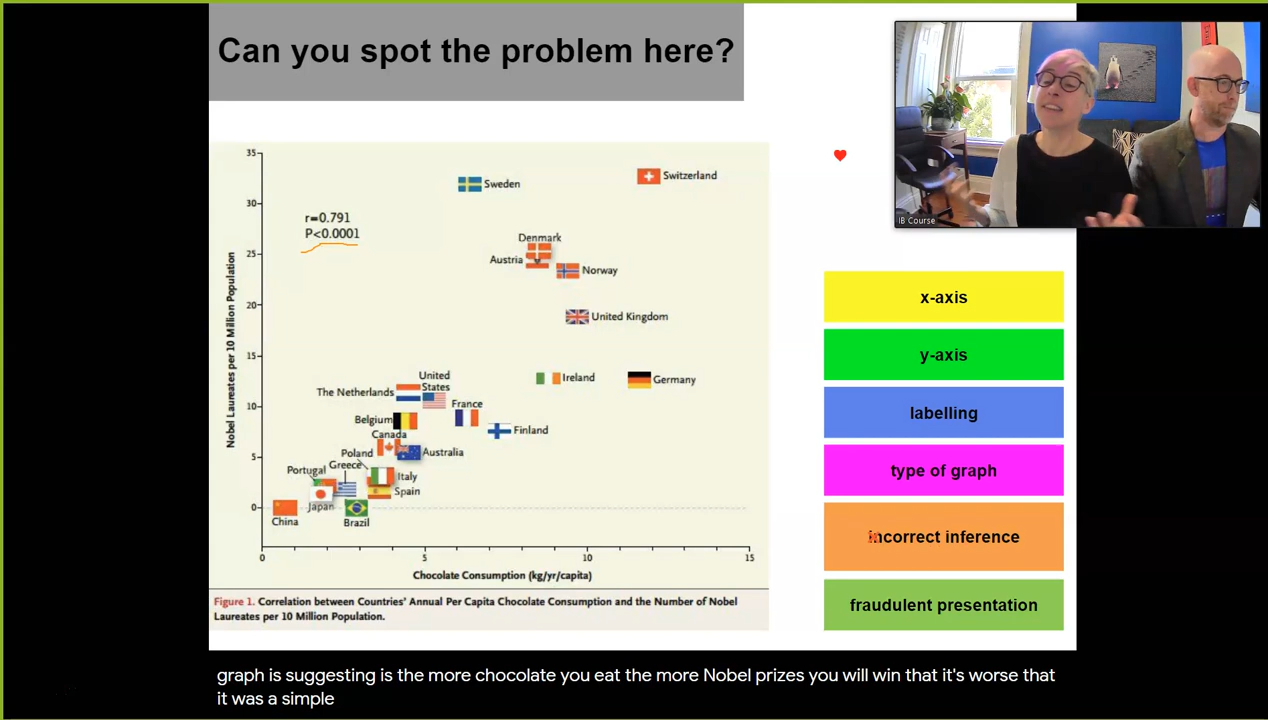 Can you spot the problem here?
IB Course
35
Sweden
Switzerland
30
r=0.791
P<0.0001
Denmark
25
Austria
Norway
20
United Kingdom
15
United
States
The Netherlands
Ireland
Germany
10
France
Belgium
Finland
Canada
Poland
Australia
5
Greece
Portugal
Italy
Spain
Japan
0
China
Brazil
0
5
10
15
Nobel Laureates per 10 Million Population
Chocolate Consumption (kg/yr/capita)
Figure 1. Correlation between Countries' Annual Per Capita Chocolate Consumption and the Number of Nobel
Laureates per 10 Million Population.
x-axis
y-axis
labelling
type of graph
incorrect inference
fraudulent presentation
graph is suggesting is the more chocolate you eat the more Nobel prizes you will win that it's worse that
it was a simple